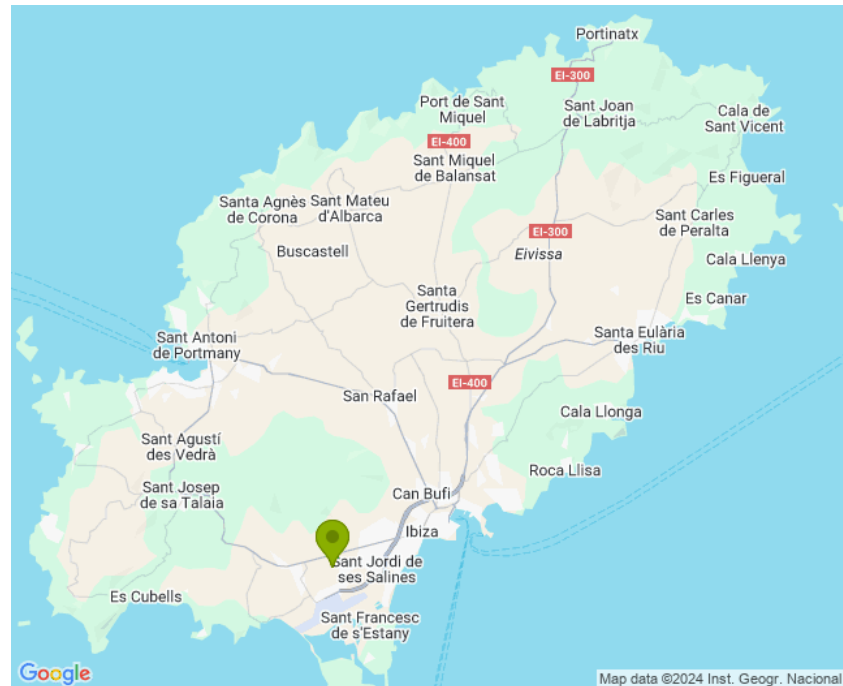 Portinatx
EI-300
Port de Sant
Miquel
Sant Joan
de Labritja
Cala de
Sant Vicent
EI-400
Sant Miquel
de Balansat
Es Figueral
Santa Agnès
de Corona
Sant Mateu
d'Albarca
Sant Carles
de Peralta
EI-300
Buscastell
Eivissa
Cala Llenya
Santa
Gertrudis
de Fruitera
Es Canar
Sant Antoni
de Portmany
Santa Eulària
des Riu
EI-400
San Rafael
Cala Llonga
Sant Agustí
des Vedrà
Roca Llisa
Sant Josep
de sa Talaia
Can Bufi
Ibiza
Sant Jordi de
ses Salines
Es Cubells
Sant Francesc
de s'Estany
Google
Map data ©2024 Inst. Geogr. Nacional